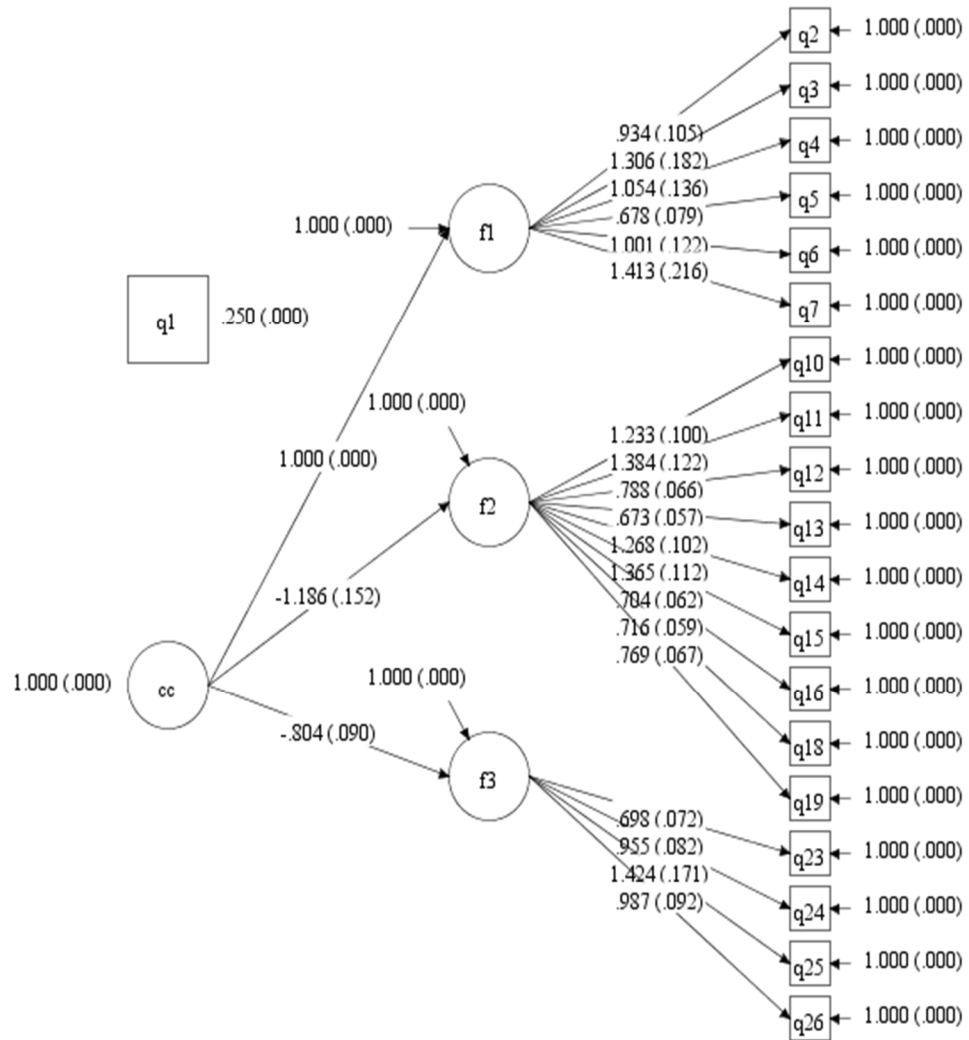 q2 1.000 (.000)
q3 1.000 (.000)
.934 (.105)
q4 1.000 (.000)
1.306 (.182)
1.054 (.136)
q5 1.000 (.000)
.678 (.079)
1.000 (.000) f1
1.001 (.122)
q6 1.000 (.000)
1.413 (.216)
q7 1.000 (.000)
q1 .250 (.000)
q10 1.000 (.000)
1.000 (.000)
q11 1.000 (.000)
1.233 (.100)
1.000 (.000)
1.384 (.122)
q12 1.000 (.000)
.788 (.066)
f2
.673 (.057)
q13 1.000 (.000)
1.268 (.102)
1.365 (.112)
q14 1.000 (.000)
-1.186 (.152)
.704 (.062)
.716 (.059)
q15 1.000 (.000)
.769 (.067)
1.000 (.000) cc
1.000 (.000)
q16 1.000 (.000)
-.804 (.090)
q18 1.000 (.000)
f3
q19 1.000 (.000)
.698 (.072)
.955 (.082)
q23 1.000 (.000)
1.424 (.171)
.987 (.092)
q24 1.000 (.000)
q25 1.000 (.000)
q26 1.000 (.000)